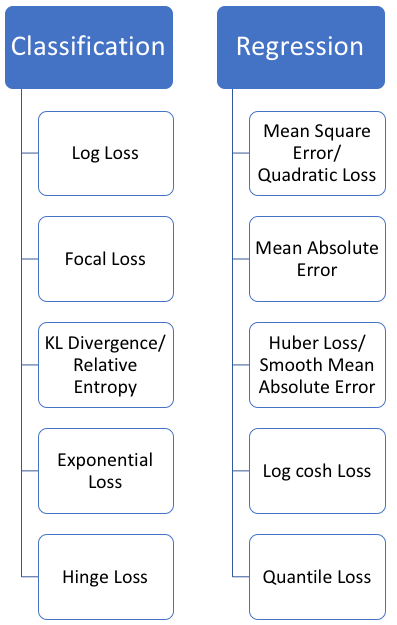 Classification
Log Loss
Focal Loss
KL Divergence/
Relative
Entropy
Exponential
Loss
Hinge Loss
Regression
Mean Square
Error/
Quadratic Loss
Mean Absolute
Error
Huber Loss/
Smooth Mean
Absolute Error
Log cosh Loss
Quantile Loss